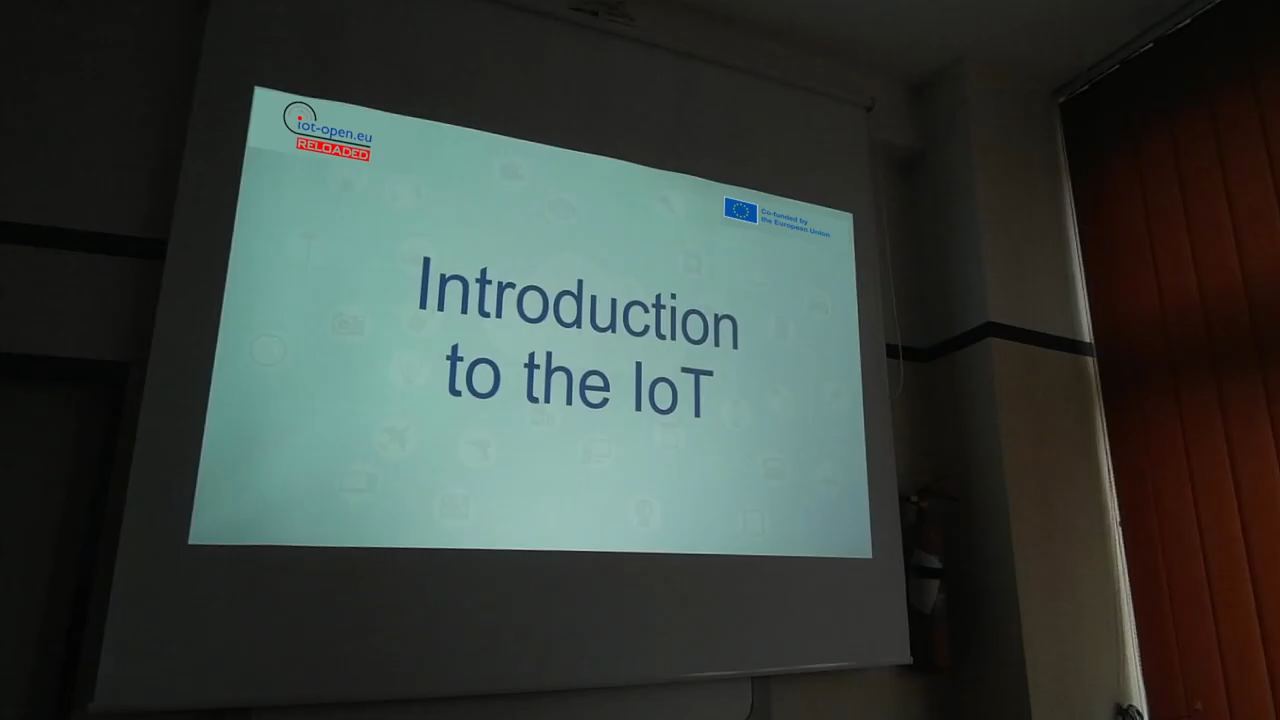 iot-open.eu
RELOADED
Co-funded by
the European Union
Introduction
to the IoT